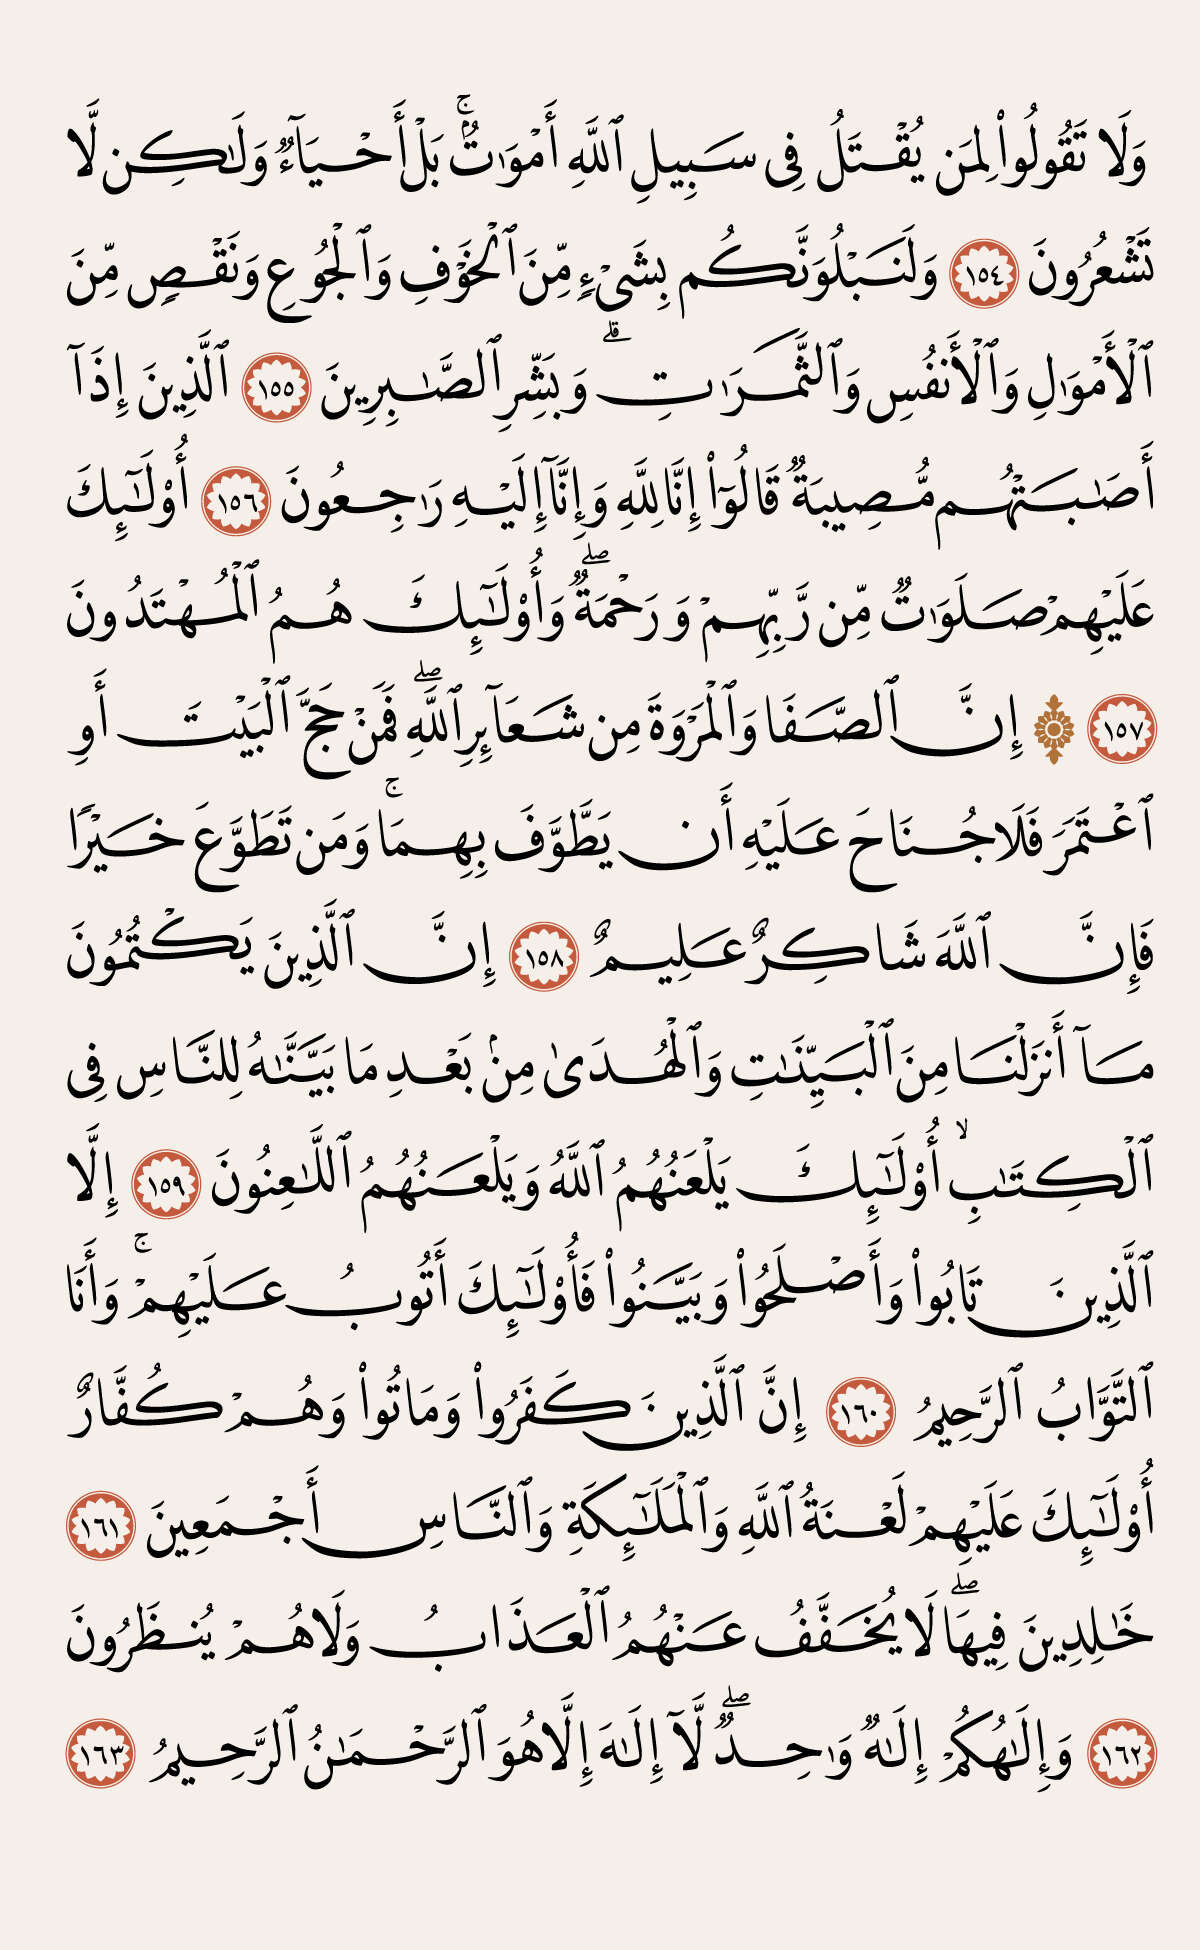 وَلَا تَقُولُوا۟ لِمَن يُقْتَلُ فِى سَبِيلِ ٱللَّهِ أَمْوَٰتٌۢ ۚ بَلْ أَحْيَآءٌ وَلَـٰكِن لَّا
تَشْعُرُونَ ١٥٤ وَلَنَبْلُوَنَّكُم بِشَىْءٍ مِّنَ ٱلْخَوْفِ وَٱلْجُوعِ وَنَقْصٍ مِّنَ
ٱلْأَمْوَٰلِ وَٱلْأَنفُسِ وَٱلثَّمَرَٰتِ ۗ وَبَشِّرِ ٱلصَّـٰبِرِينَ ١٥٥ ٱلَّذِينَ إِذَآ
أَصَـٰبَتْهُم مُّصِيبَةٌ قَالُوٓا۟ إِنَّا لِلَّهِ وَإِنَّآ إِلَيْهِ رَٰجِعُونَ ١٥٦ أُو۟لَـٰٓئِكَ
عَلَيْهِمْ صَلَوَٰتٌ مِّن رَّبِّهِمْ وَرَحْمَةٌ ۖ وَأُو۟لَـٰٓئِكَ هُمُ ٱلْمُهْتَدُونَ
١٥٧ ۞ إِنَّ ٱلصَّفَا وَٱلْمَرْوَةَ مِن شَعَآئِرِ ٱللَّهِ ۖ فَمَنْ حَجَّ ٱلْبَيْتَ أَوِ
ٱعْتَمَرَ فَلَا جُنَاحَ عَلَيْهِ أَن يَطَّوَّفَ بِهِمَا ۚ وَمَن تَطَوَّعَ خَيْرًا
فَإِنَّ ٱللَّهَ شَاكِرٌ عَلِيمٌ ١٥٨ إِنَّ ٱلَّذِينَ يَكْتُمُونَ
مَآ أَنزَلْنَا مِنَ ٱلْبَيِّنَـٰتِ وَٱلْهُدَىٰ مِنۢ بَعْدِ مَا بَيَّنَّـٰهُ لِلنَّاسِ فِى
ٱلْكِتَـٰبِ ۙ أُو۟لَـٰٓئِكَ يَلْعَنُهُمُ ٱللَّهُ وَيَلْعَنُهُمُ ٱللَّـٰعِنُونَ ١٥٩ إِلَّا
ٱلَّذِينَ تَابُوا۟ وَأَصْلَحُوا۟ وَبَيَّنُوا۟ فَأُو۟لَـٰٓئِكَ أَتُوبُ عَلَيْهِمْ ۚ وَأَنَا
ٱلتَّوَّابُ ٱلرَّحِيمُ ١٦٠ إِنَّ ٱلَّذِينَ كَفَرُوا۟ وَمَاتُوا۟ وَهُمْ كُفَّارٌ
أُو۟لَـٰٓئِكَ عَلَيْهِمْ لَعْنَةُ ٱللَّهِ وَٱلْمَلَـٰٓئِكَةِ وَٱلنَّاسِ أَجْمَعِينَ ١٦١
خَـٰلِدِينَ فِيهَا ۖ لَا يُخَفَّفُ عَنْهُمُ ٱلْعَذَابُ وَلَا هُمْ يُنظَرُونَ
١٦٢ وَإِلَـٰهُكُمْ إِلَـٰهٌ وَٰحِدٌ ۖ لَّآ إِلَـٰهَ إِلَّا هُوَ ٱلرَّحْمَـٰنُ ٱلرَّحِيمُ ١٦٣